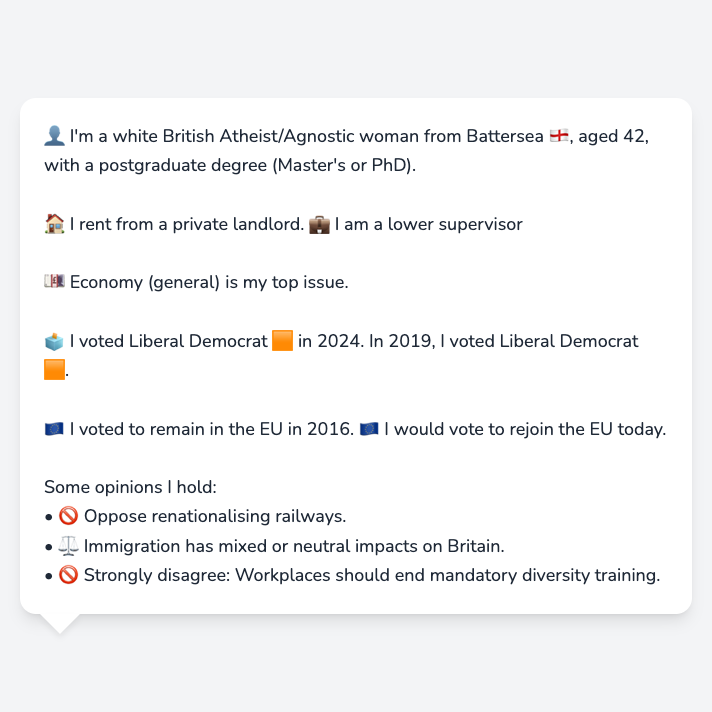 👤 I'm a white British Atheist/Agnostic woman from Battersea 🏴󠁧󠁢󠁥󠁮󠁧󠁿, aged 42,
with a postgraduate degree (Master's or PhD).
🏠 I rent from a private landlord. 💼 I am a lower supervisor
💷 Economy (general) is my top issue.
🗳️ I voted Liberal Democrat 🟧 in 2024. In 2019, I voted Liberal Democrat
🟧.
🇪🇺 I voted to remain in the EU in 2016. 🇪🇺 I would vote to rejoin the EU today.
Some opinions I hold:
• 🚫 Oppose renationalising railways.
• ⚖️ Immigration has mixed or neutral impacts on Britain.
• 🚫 Strongly disagree: Workplaces should end mandatory diversity training.